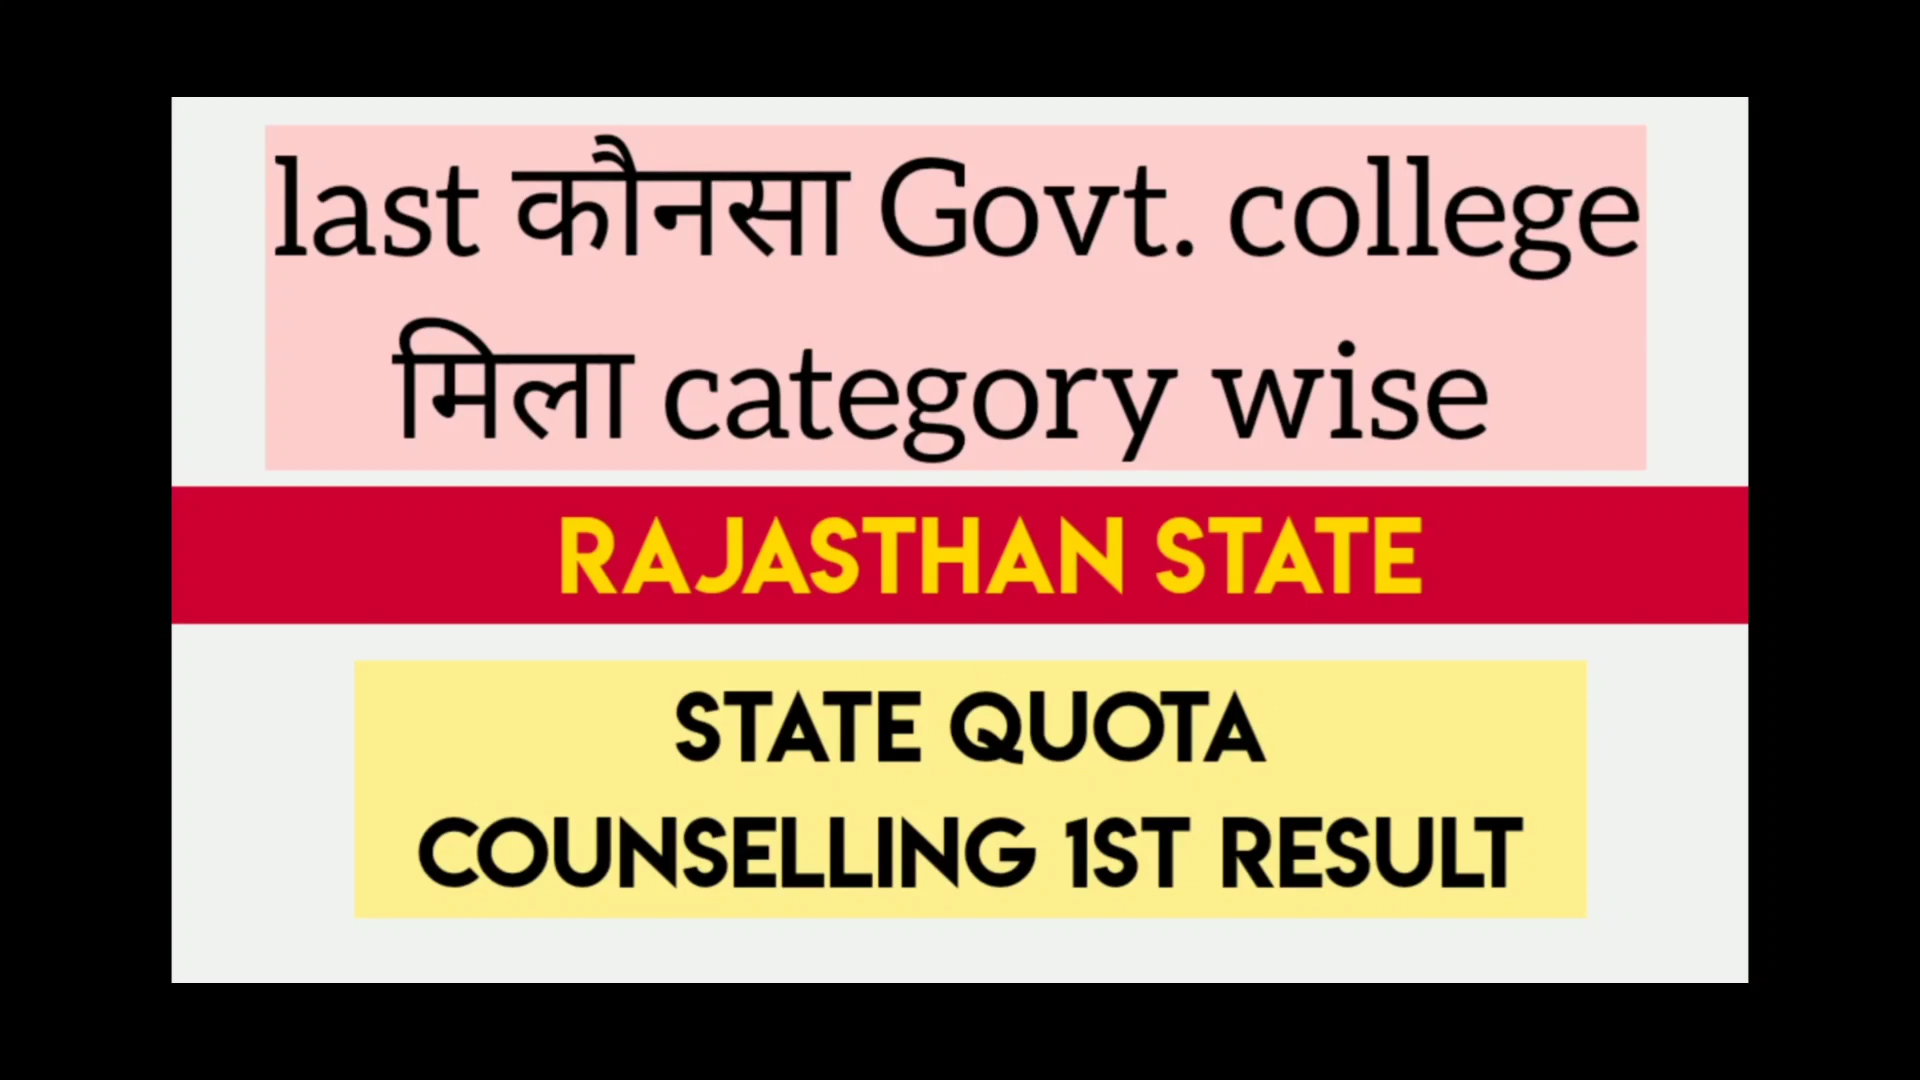 last कौनसा Govt. college
मिला category wise
RAJASTHAN STATE
STATE QUOTA
COUNSELLING 1ST RESULT